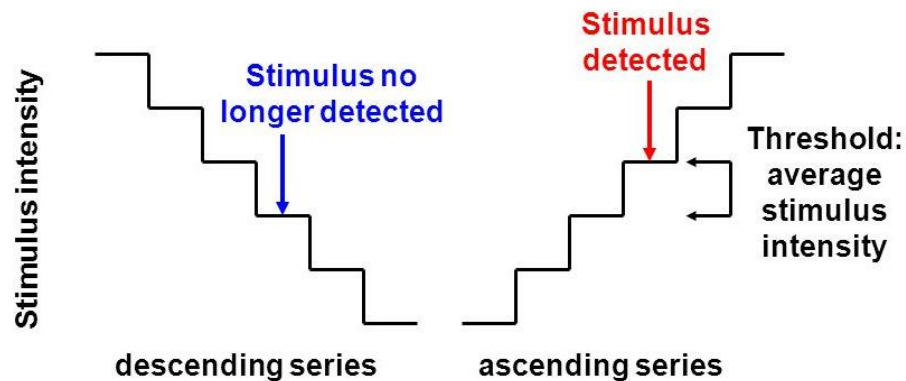 Stimulus intensity
Stimulus no
longer detected
Stimulus
detected
Threshold:
average
stimulus
intensity
descending series
ascending series